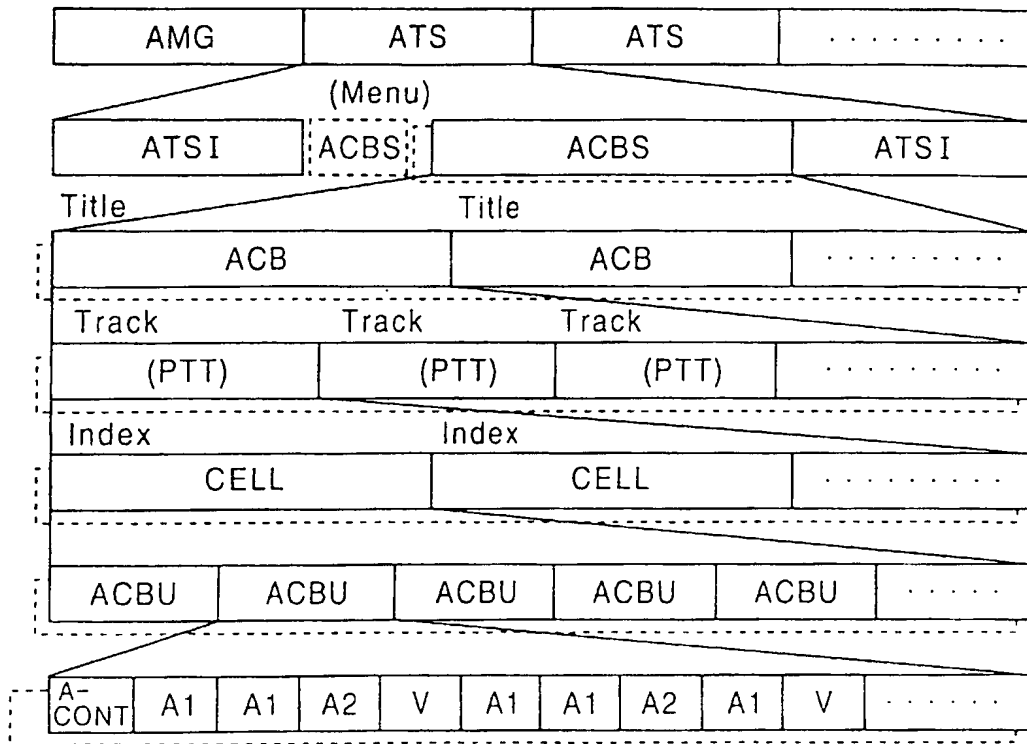 AMG ATS ATS .........
(Menu)
ATSI ACBS ACBS ATSI
Title Title
ACB ACB .........
Track Track Track
(PTT) (PTT) (PTT) .........
Index Index
CELL CELL .........
ACBU ACBU ACBU ACBU ACBU .....
A-CONT A1 A1 A2 V A1 A1 A2 A1 V ......